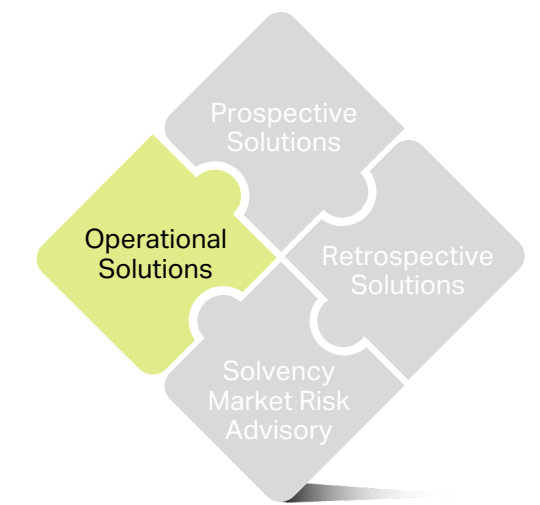 Prospective
Solutions
Operational
Solutions
Retrospective
Solutions
Solvency
Market Risk
Advisory